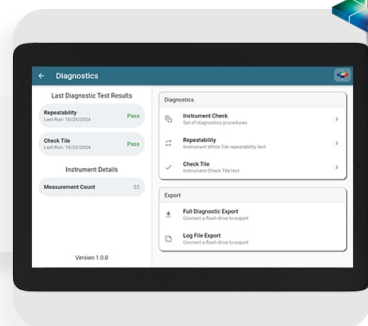 Diagnostics
Last Diagnostic Test Results
Repeatability
Last Run: 10/25/2024
Pass
Check Tile
Last Run: 10/25/2024
Pass
Instrument Details
Measurement Count
52
Version 1.0.0
Diagnostics
Instrument Check
Set of diagnostics procedures
Repeatability
Instrument White Tile repeatability test
Check Tile
Instrument Check Tile test
Export
Full Diagnostic Export
Connect a flash drive to export
Log File Export
Connect a flash drive to export